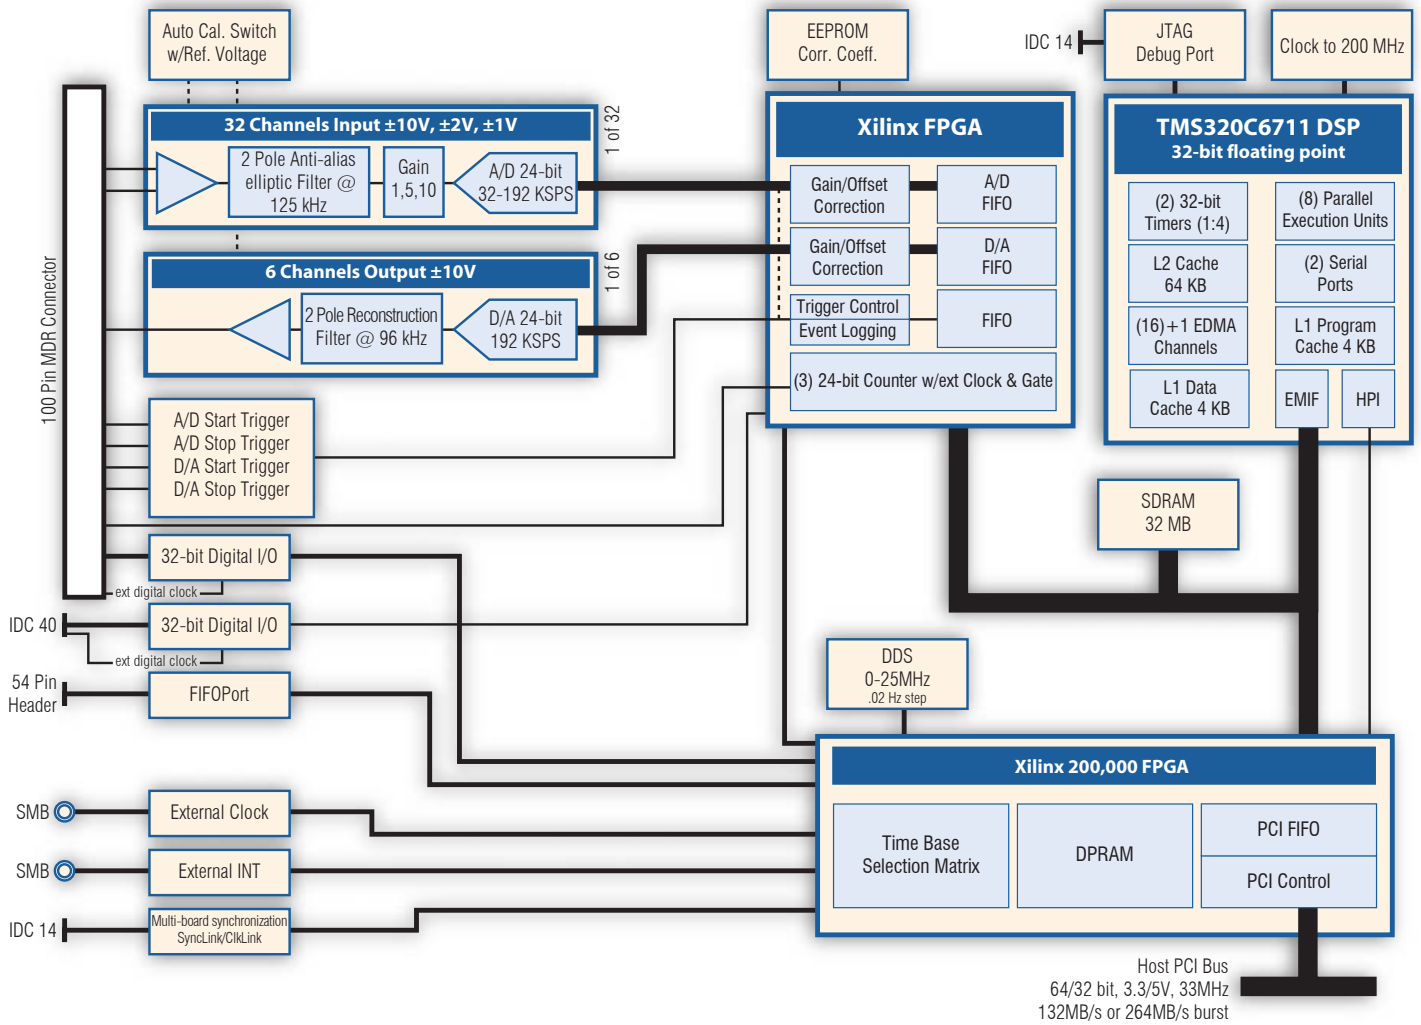 Auto Cal. Switch
w/Ref. Voltage
EEPROM
Corr. Coeff.
IDC 14
JTAG
Debug Port
Clock to 200 MHz
100 Pin MDR Connector
32 Channels Input ±10V, ±2V, ±1V
2 Pole Anti-alias
elliptic Filter @
125 kHz
Gain
1,5,10
A/D 24-bit
32-192 KSPS
1 of 32
6 Channels Output ±10V
2 Pole Reconstruction
Filter @ 96 kHz
D/A 24-bit
192 KSPS
1 of 6
Xilinx FPGA
Gain/Offset
Correction
A/D
FIFO
Gain/Offset
Correction
D/A
FIFO
Trigger Control
Event Logging
FIFO
(3) 24-bit Counter w/ext Clock & Gate
TMS320C6711 DSP
32-bit floating point
(2) 32-bit
Timers (1:4)
(8) Parallel
Execution Units
L2 Cache
64 KB
(2) Serial
Ports
(16)+1 EDMA
Channels
L1 Program
Cache 4 KB
L1 Data
Cache 4 KB
EMIF
HPI
A/D Start Trigger
A/D Stop Trigger
D/A Start Trigger
D/A Stop Trigger
SDRAM
32 MB
32-bit Digital I/O
ext digital clock
IDC 40
32-bit Digital I/O
ext digital clock
54 Pin
Header
FIFOPort
DDS
0-25MHz
.02 Hz step
Xilinx 200,000 FPGA
Time Base
Selection Matrix
DPRAM
PCI FIFO
PCI Control
SMB
External Clock
SMB
External INT
IDC 14
Multi-board synchronization
SyncLink/ClkLink
Host PCI Bus
64/32 bit, 3.3/5V, 33MHz
132MB/s or 264MB/s burst